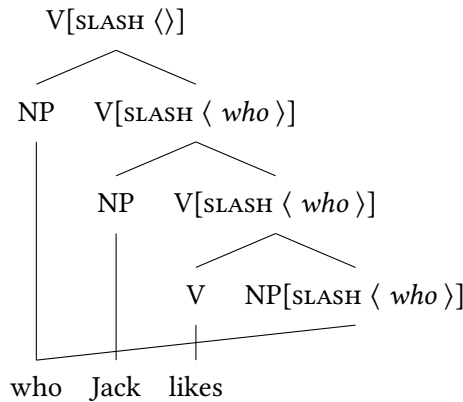 V[SLASH ⟨⟩]
NP V[SLASH ⟨ who ⟩]
NP V[SLASH ⟨ who ⟩]
V NP[SLASH ⟨ who ⟩]
who Jack likes